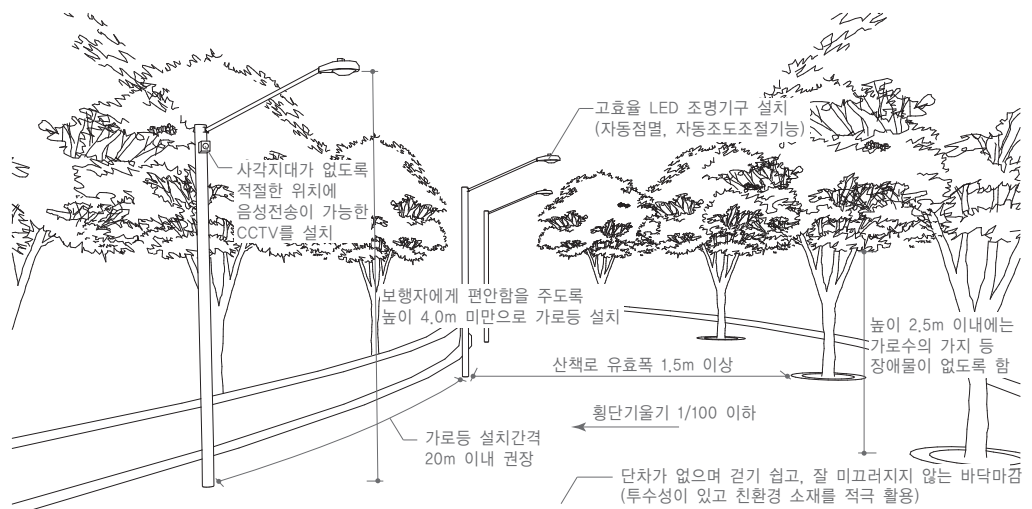 고효율 LED 조명기구 설치
(자동점멸, 자동조도조절기능)
사각지대가 없도록
적절한 위치에
음성전송이 가능한
CCTV를 설치
보행자에게 편안함을 주도록
높이 4.0m 미만으로 가로등 설치
높이 2.5m 이내에는
가로수의 가지 등
장애물이 없도록 함
산책로 유효폭 1.5m 이상
횡단기울기 1/100 이하
가로등 설치간격
20m 이내 권장
단차가 없으며 걷기 쉽고, 잘 미끄러지지 않는 바닥마감
(투수성이 있고 친환경 소재를 적극 활용)